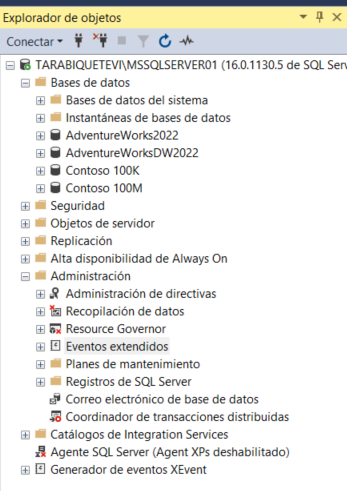 Explorador de objetos
Conectar
TARABIQUETEVI\MSSQLSERVER01 (16.0.1130.5 de SQL Serv
Bases de datos
Bases de datos del sistema
Instantáneas de bases de datos
AdventureWorks2022
AdventureWorksDW2022
Contoso 100K
Contoso 100M
Seguridad
Objetos de servidor
Replicación
Alta disponibilidad de Always On
Administración
Administración de directivas
Recopilación de datos
Resource Governor
Eventos extendidos
Planes de mantenimiento
Registros de SQL Server
Correo electrónico de base de datos
Coordinador de transacciones distribuidas
Catálogos de Integration Services
Agente SQL Server (Agent XPs deshabilitado)
Generador de eventos XEvent